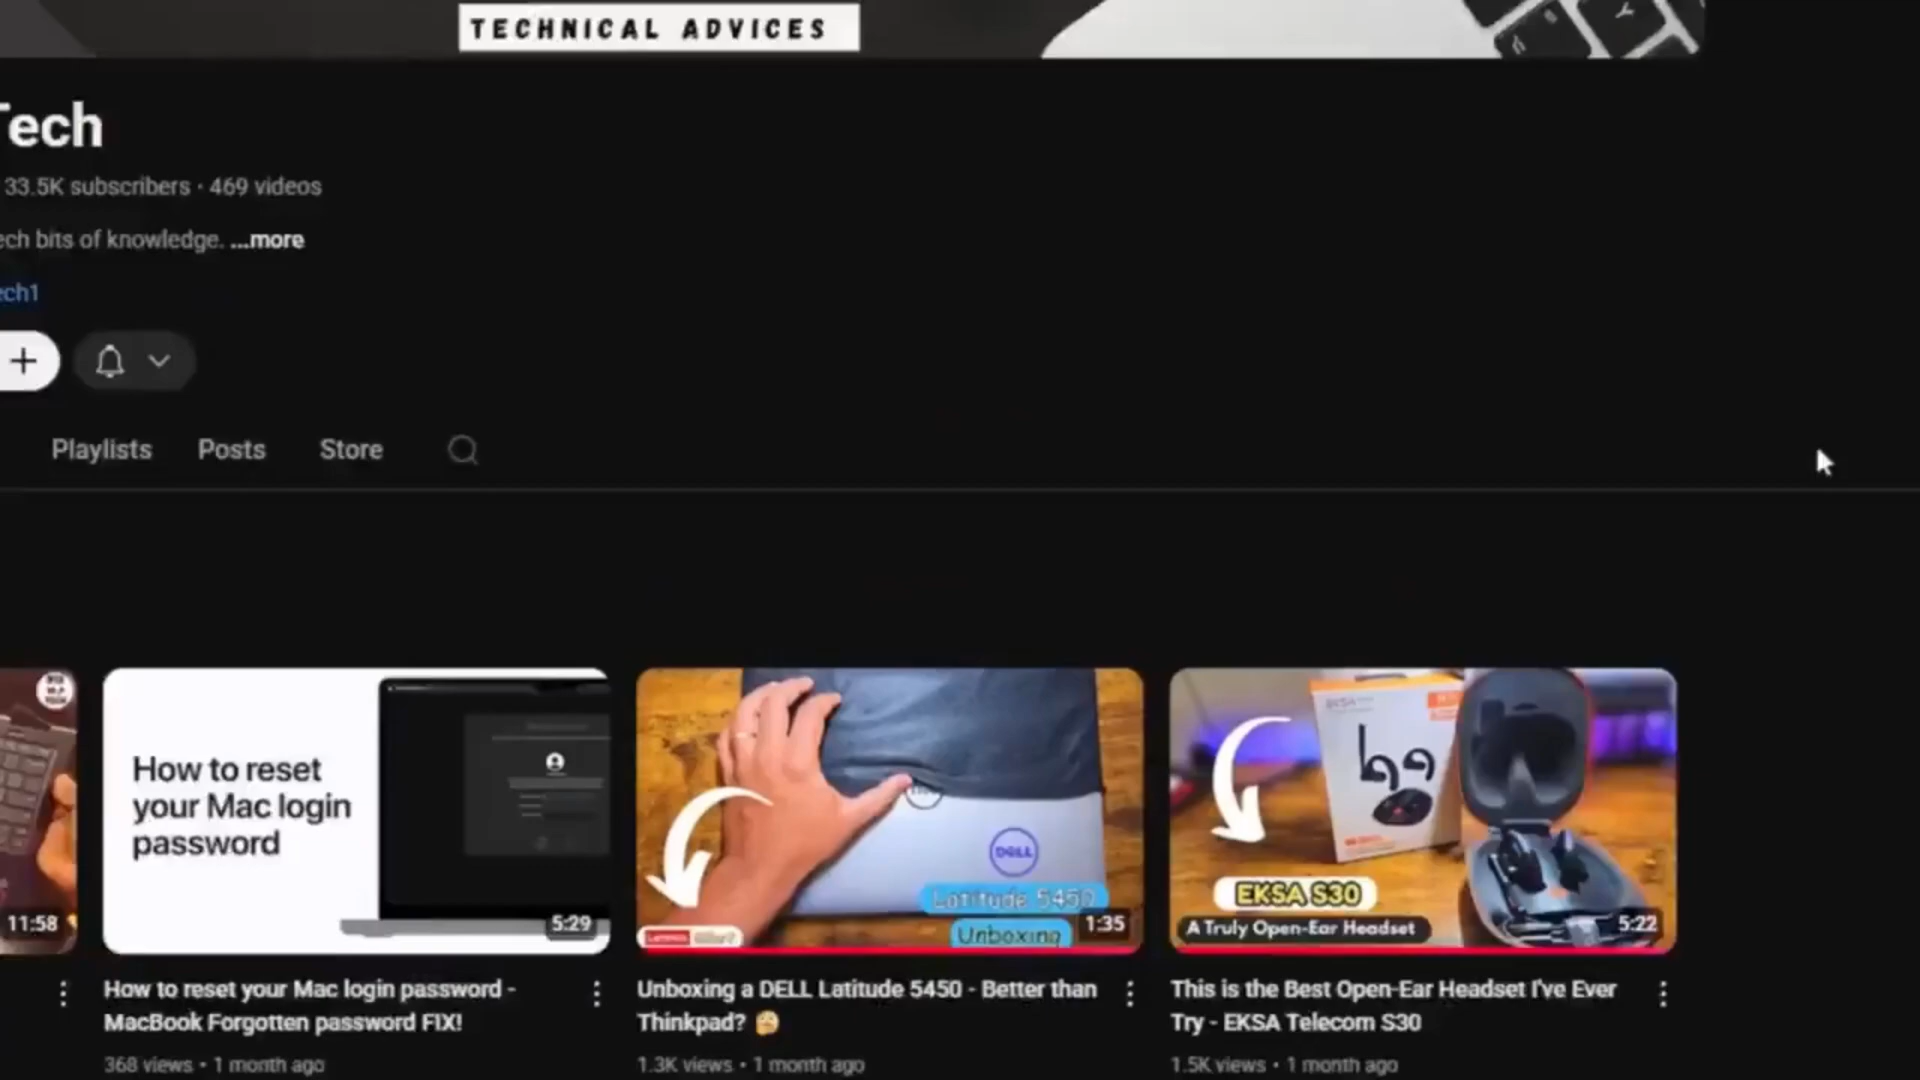 TECHNICAL ADVICES
Tech
33.5K subscribers • 469 videos
ech bits of knowledge. ...more
ech1
Playlists Posts Store
11:58
How to reset
your Mac login
password
5:29
DELL
Latitude 5450
Unboxing
1:35
EKSA S30
A Truly Open-Ear Headset
5:22
How to reset your Mac login password -
MacBook Forgotten password FIX!
368 views • 1 month ago
Unboxing a DELL Latitude 5450 - Better than
Thinkpad? 🤔
1.3K views • 1 month ago
This is the Best Open-Ear Headset I've Ever
Try - EKSA Telecom S30
1.5K views • 1 month ago